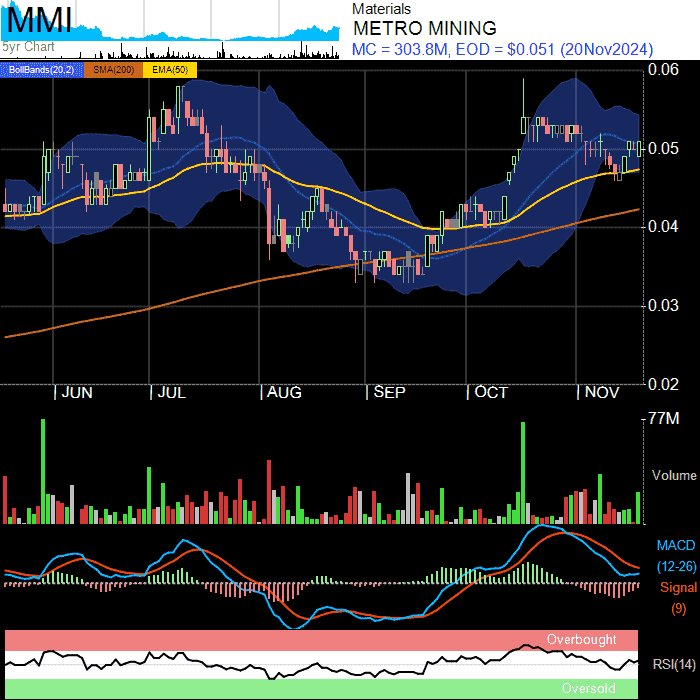 MMI
5yr Chart
Materials
METRO MINING
MC = 303.8M, EOD = $0.051 (20Nov2024)
BollBands(20,2) SMA(200) EMA(50)
0.06
0.05
0.04
0.03
0.02
JUN JUL AUG SEP OCT NOV
77M
Volume
MACD
(12-26)
Signal
(9)
Overbought
RSI(14)
Oversold